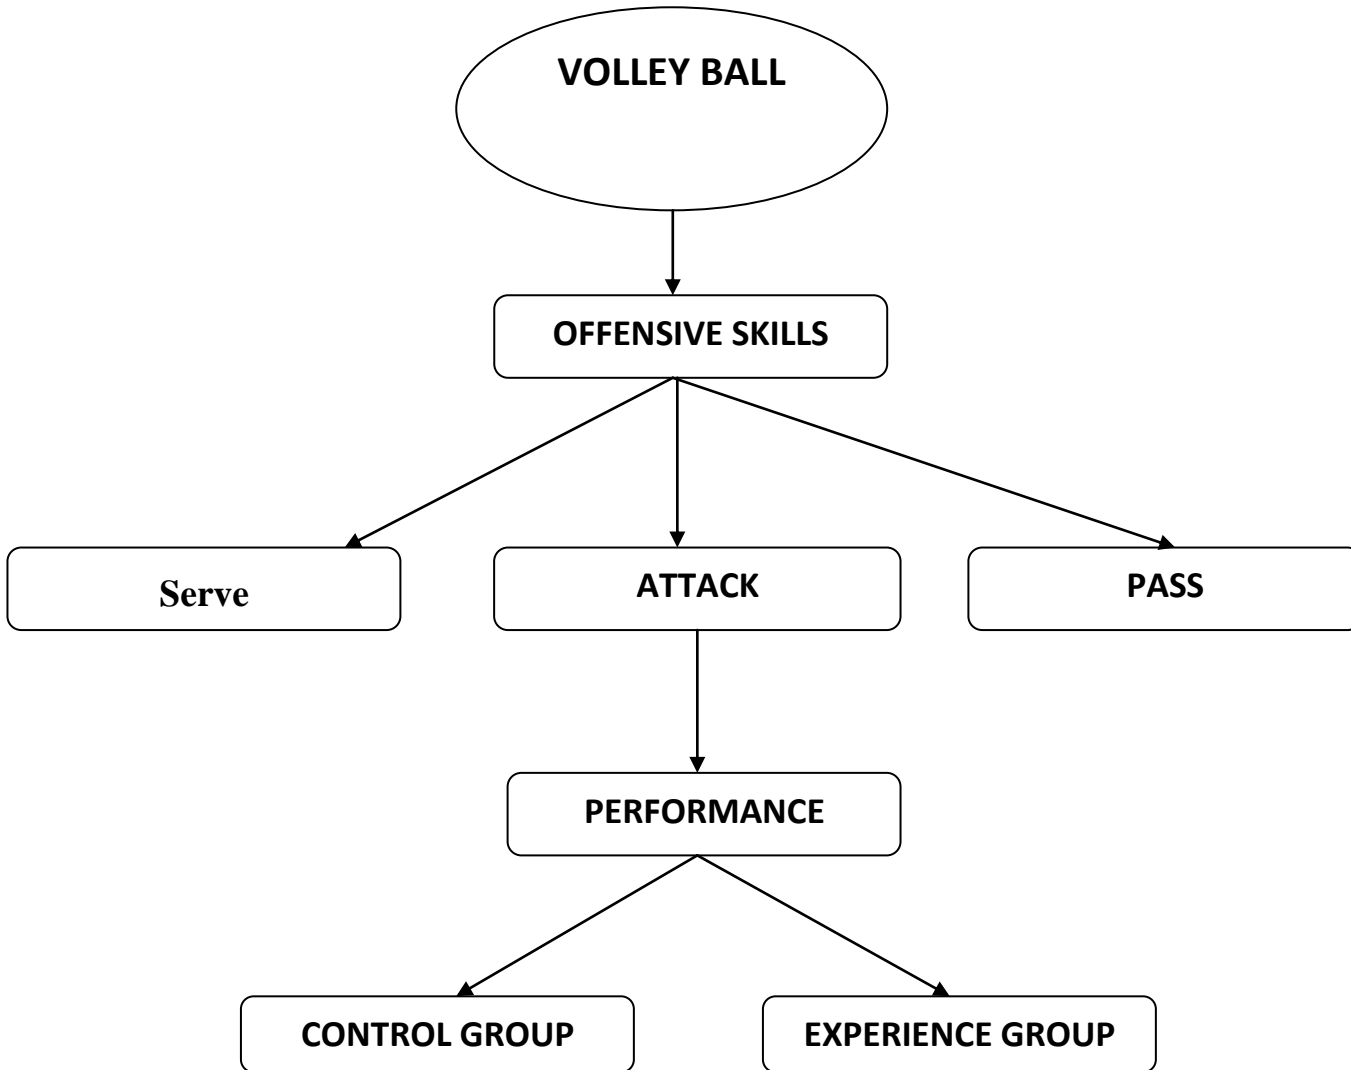 VOLLEY BALL
OFFENSIVE SKILLS
Serve
ATTACK
PASS
PERFORMANCE
CONTROL GROUP
EXPERIENCE GROUP